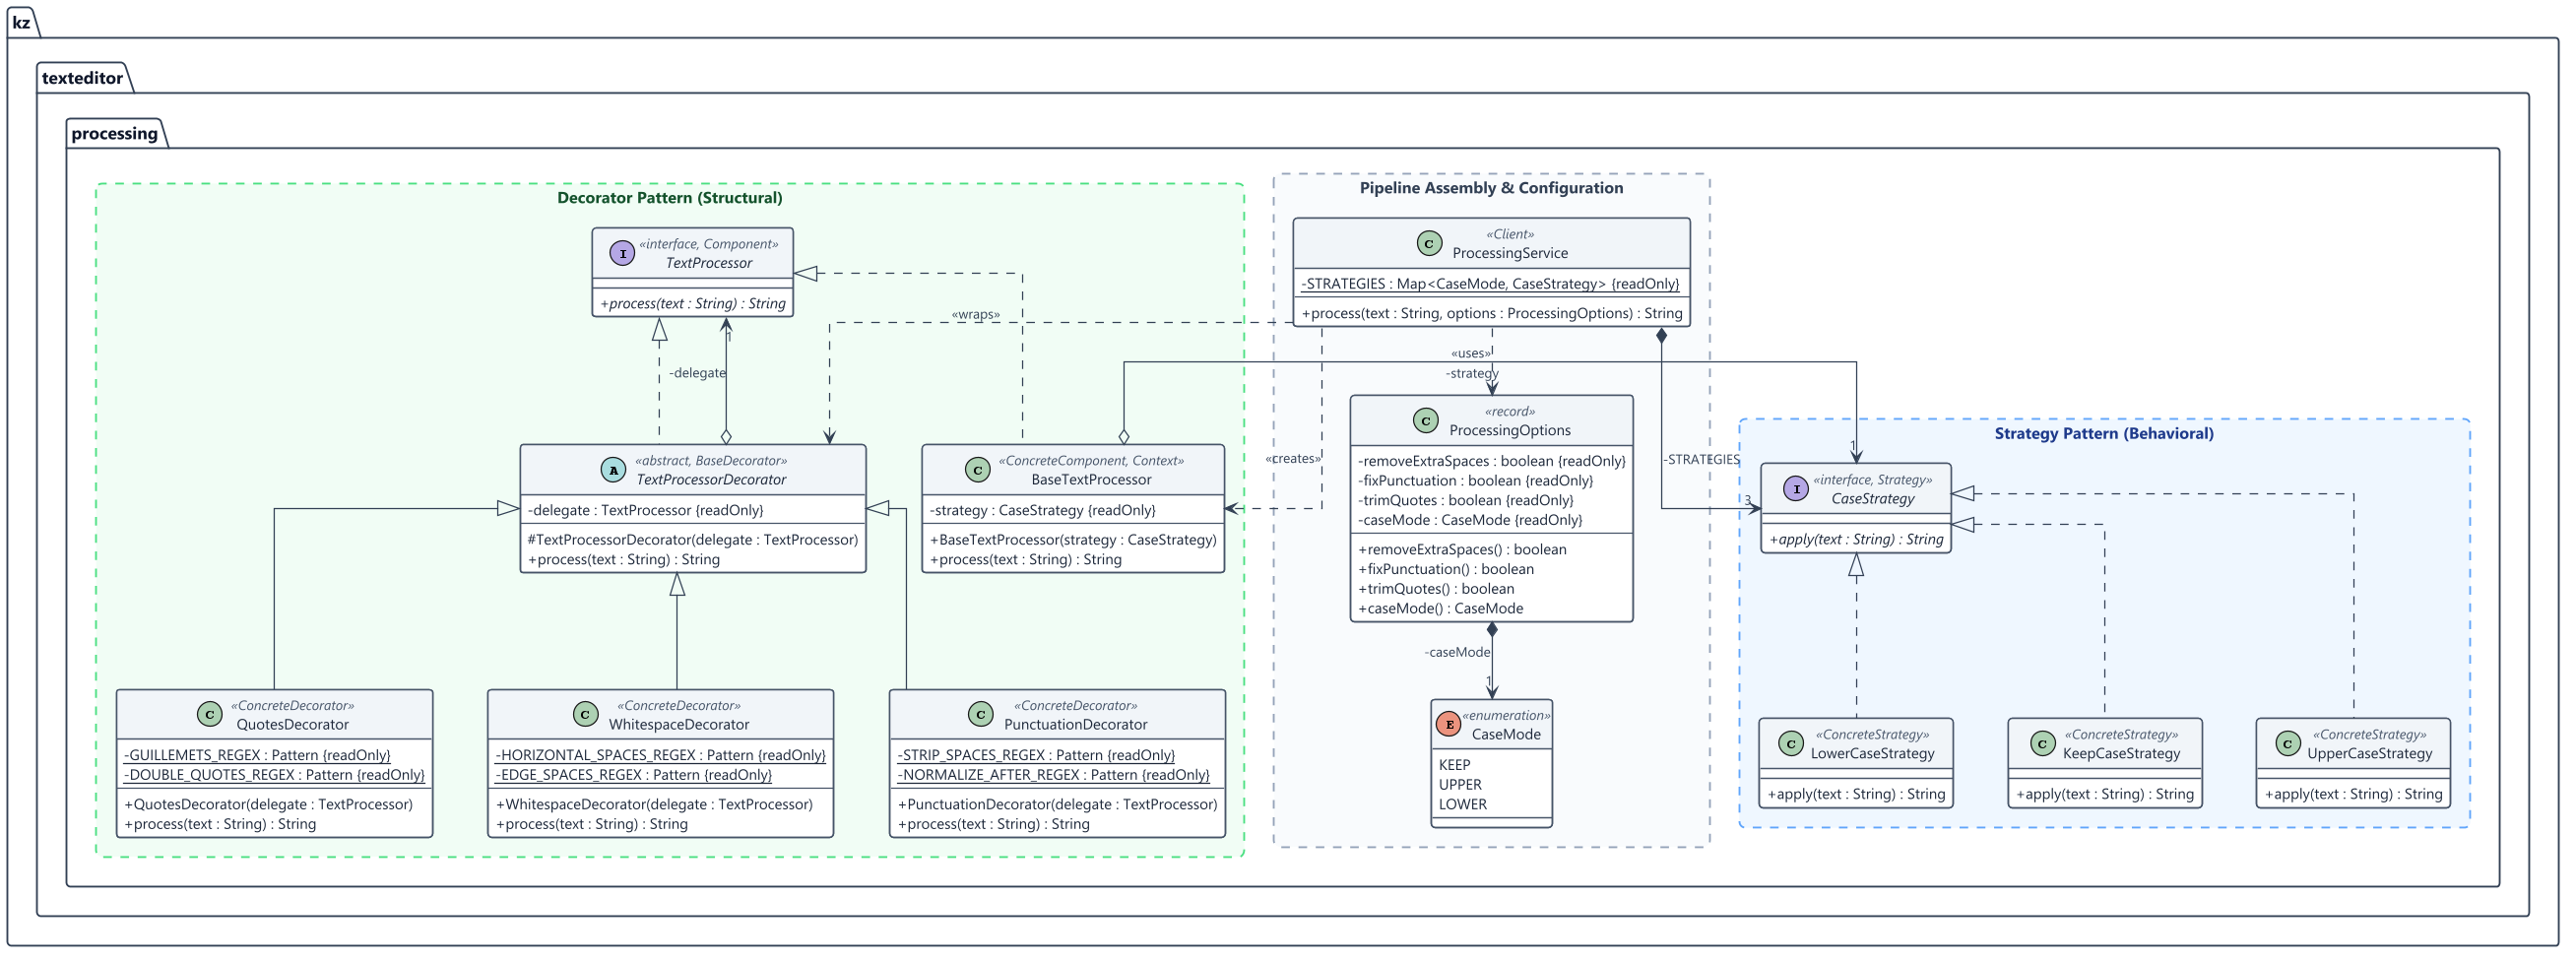 kz
texteditor
processing
Decorator Pattern (Structural)
«interface, Component»
I
TextProcessor
+process(text : String) : String
«wraps»
1
-delegate
«abstract, BaseDecorator»
A
TextProcessorDecorator
-delegate : TextProcessor {readOnly}
#TextProcessorDecorator(delegate : TextProcessor)
+process(text : String) : String
«ConcreteComponent, Context»
C
BaseTextProcessor
-strategy : CaseStrategy {readOnly}
+BaseTextProcessor(strategy : CaseStrategy)
+process(text : String) : String
«ConcreteDecorator»
C
QuotesDecorator
-GUILLEMETS_REGEX : Pattern {readOnly}
-DOUBLE_QUOTES_REGEX : Pattern {readOnly}
+QuotesDecorator(delegate : TextProcessor)
+process(text : String) : String
«ConcreteDecorator»
C
WhitespaceDecorator
-HORIZONTAL_SPACES_REGEX : Pattern {readOnly}
-EDGE_SPACES_REGEX : Pattern {readOnly}
+WhitespaceDecorator(delegate : TextProcessor)
+process(text : String) : String
«ConcreteDecorator»
C
PunctuationDecorator
-STRIP_SPACES_REGEX : Pattern {readOnly}
-NORMALIZE_AFTER_REGEX : Pattern {readOnly}
+PunctuationDecorator(delegate : TextProcessor)
+process(text : String) : String
Pipeline Assembly & Configuration
«Client»
C
ProcessingService
-STRATEGIES : Map<CaseMode, CaseStrategy> {readOnly}
+process(text : String, options : ProcessingOptions) : String
«uses»
-strategy
«creates»
-STRATEGIES
3
1
«record»
C
ProcessingOptions
-removeExtraSpaces : boolean {readOnly}
-fixPunctuation : boolean {readOnly}
-trimQuotes : boolean {readOnly}
-caseMode : CaseMode {readOnly}
+removeExtraSpaces() : boolean
+fixPunctuation() : boolean
+trimQuotes() : boolean
+caseMode() : CaseMode
-caseMode
1
«enumeration»
E
CaseMode
KEEP
UPPER
LOWER
Strategy Pattern (Behavioral)
«interface, Strategy»
I
CaseStrategy
+apply(text : String) : String
«ConcreteStrategy»
C
LowerCaseStrategy
+apply(text : String) : String
«ConcreteStrategy»
C
KeepCaseStrategy
+apply(text : String) : String
«ConcreteStrategy»
C
UpperCaseStrategy
+apply(text : String) : String